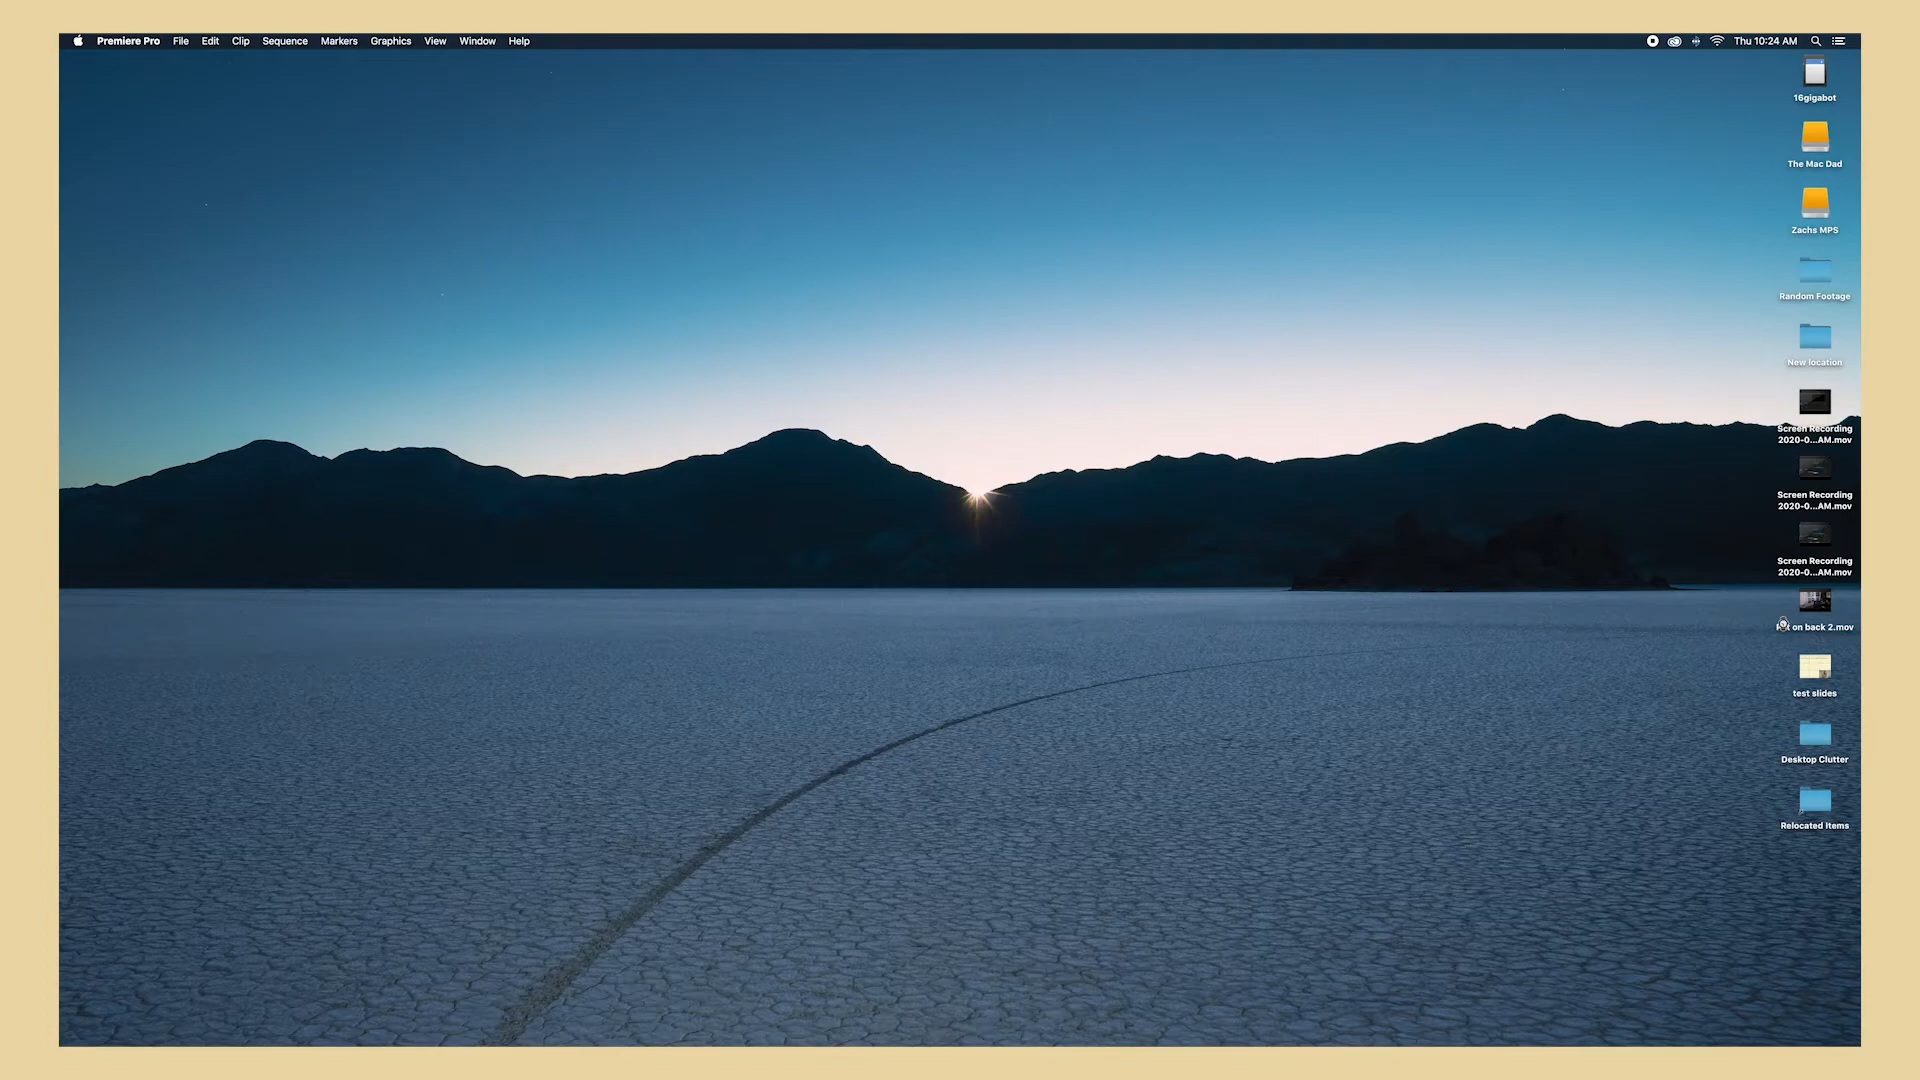 Premiere Pro File Edit Clip Sequence Markers Graphics View Window Help Thu 10:24 AM
16gigabot
The Mac Dad
Zachs MPS
Random Footage
New location
Screen Recording
2020-0...AM.mov
Screen Recording
2020-0...AM.mov
Screen Recording
2020-0...AM.mov
on back 2.mov
test slides
Desktop Clutter
Relocated Items